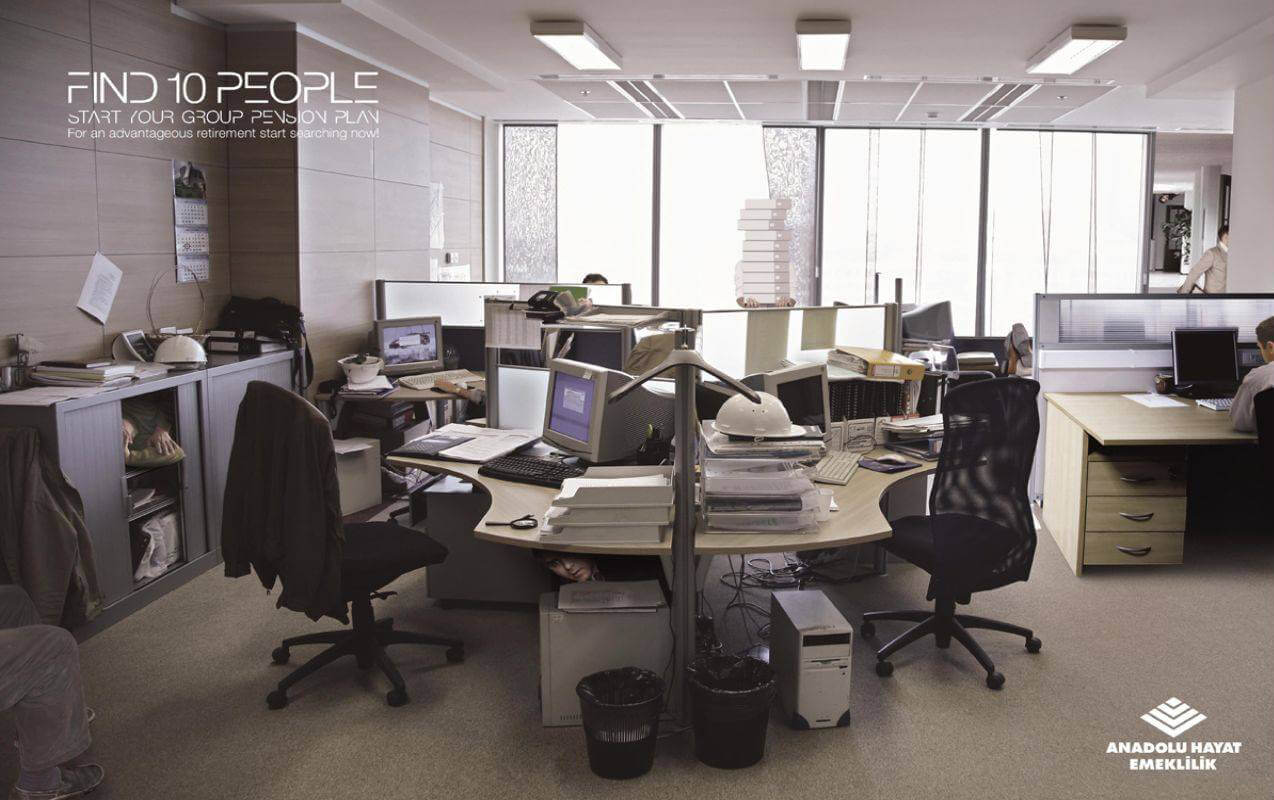 FIND 10 PEOPLE
START YOUR GROUP PENSION PLAN
For an advantageous retirement start searching now!
ANADOLU HAYAT
EMEKLİLİK